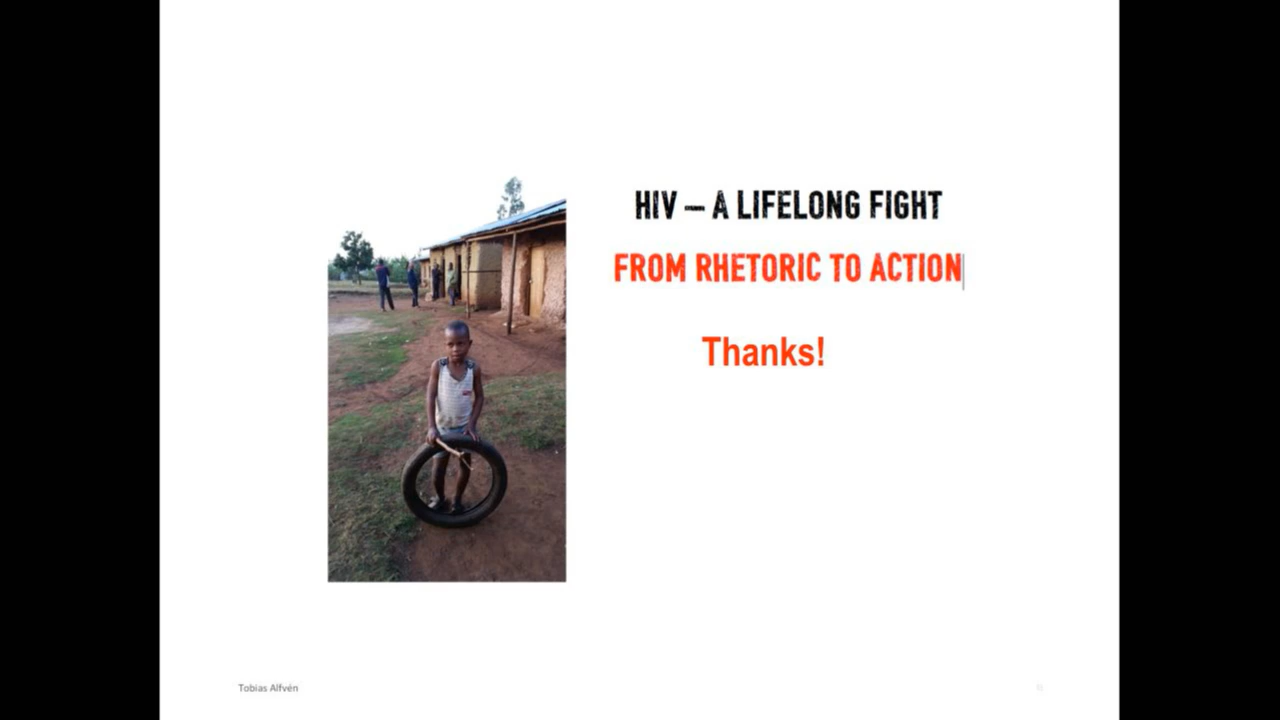 HIV – A LIFELONG FIGHT
FROM RHETORIC TO ACTION
Thanks!
Tobias Alfvén